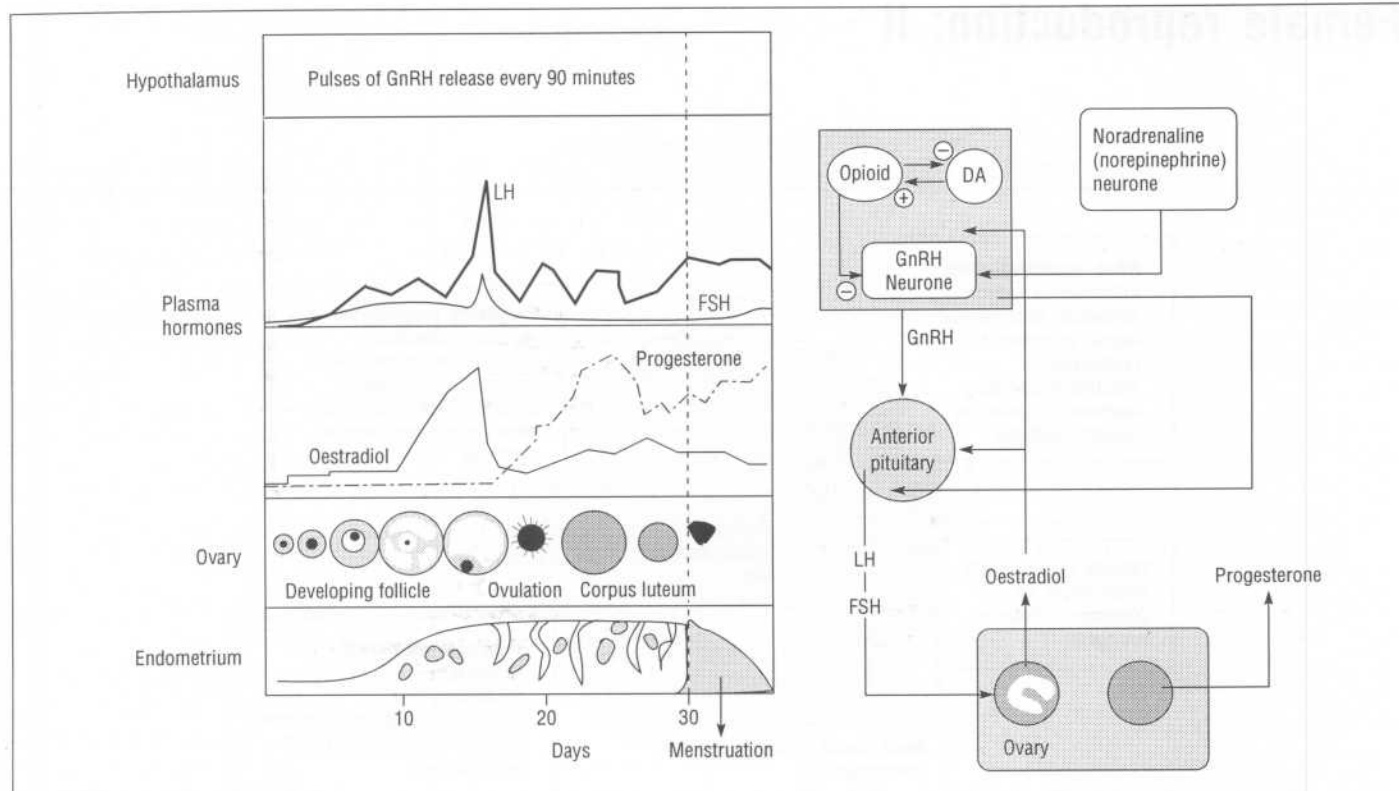 Female reproduction: II
Hypothalamus
Pulses of GnRH release every 90 minutes
LH
Plasma
hormones
FSH
Progesterone
Oestradiol
Ovary
Developing follicle
Ovulation
Corpus luteum
Endometrium
10
20
30
Days
Menstruation
Opioid
−
DA
+
Noradrenaline
(norepinephrine)
neurone
GnRH
Neurone
−
GnRH
Anterior
pituitary
LH
FSH
Oestradiol
Progesterone
Ovary